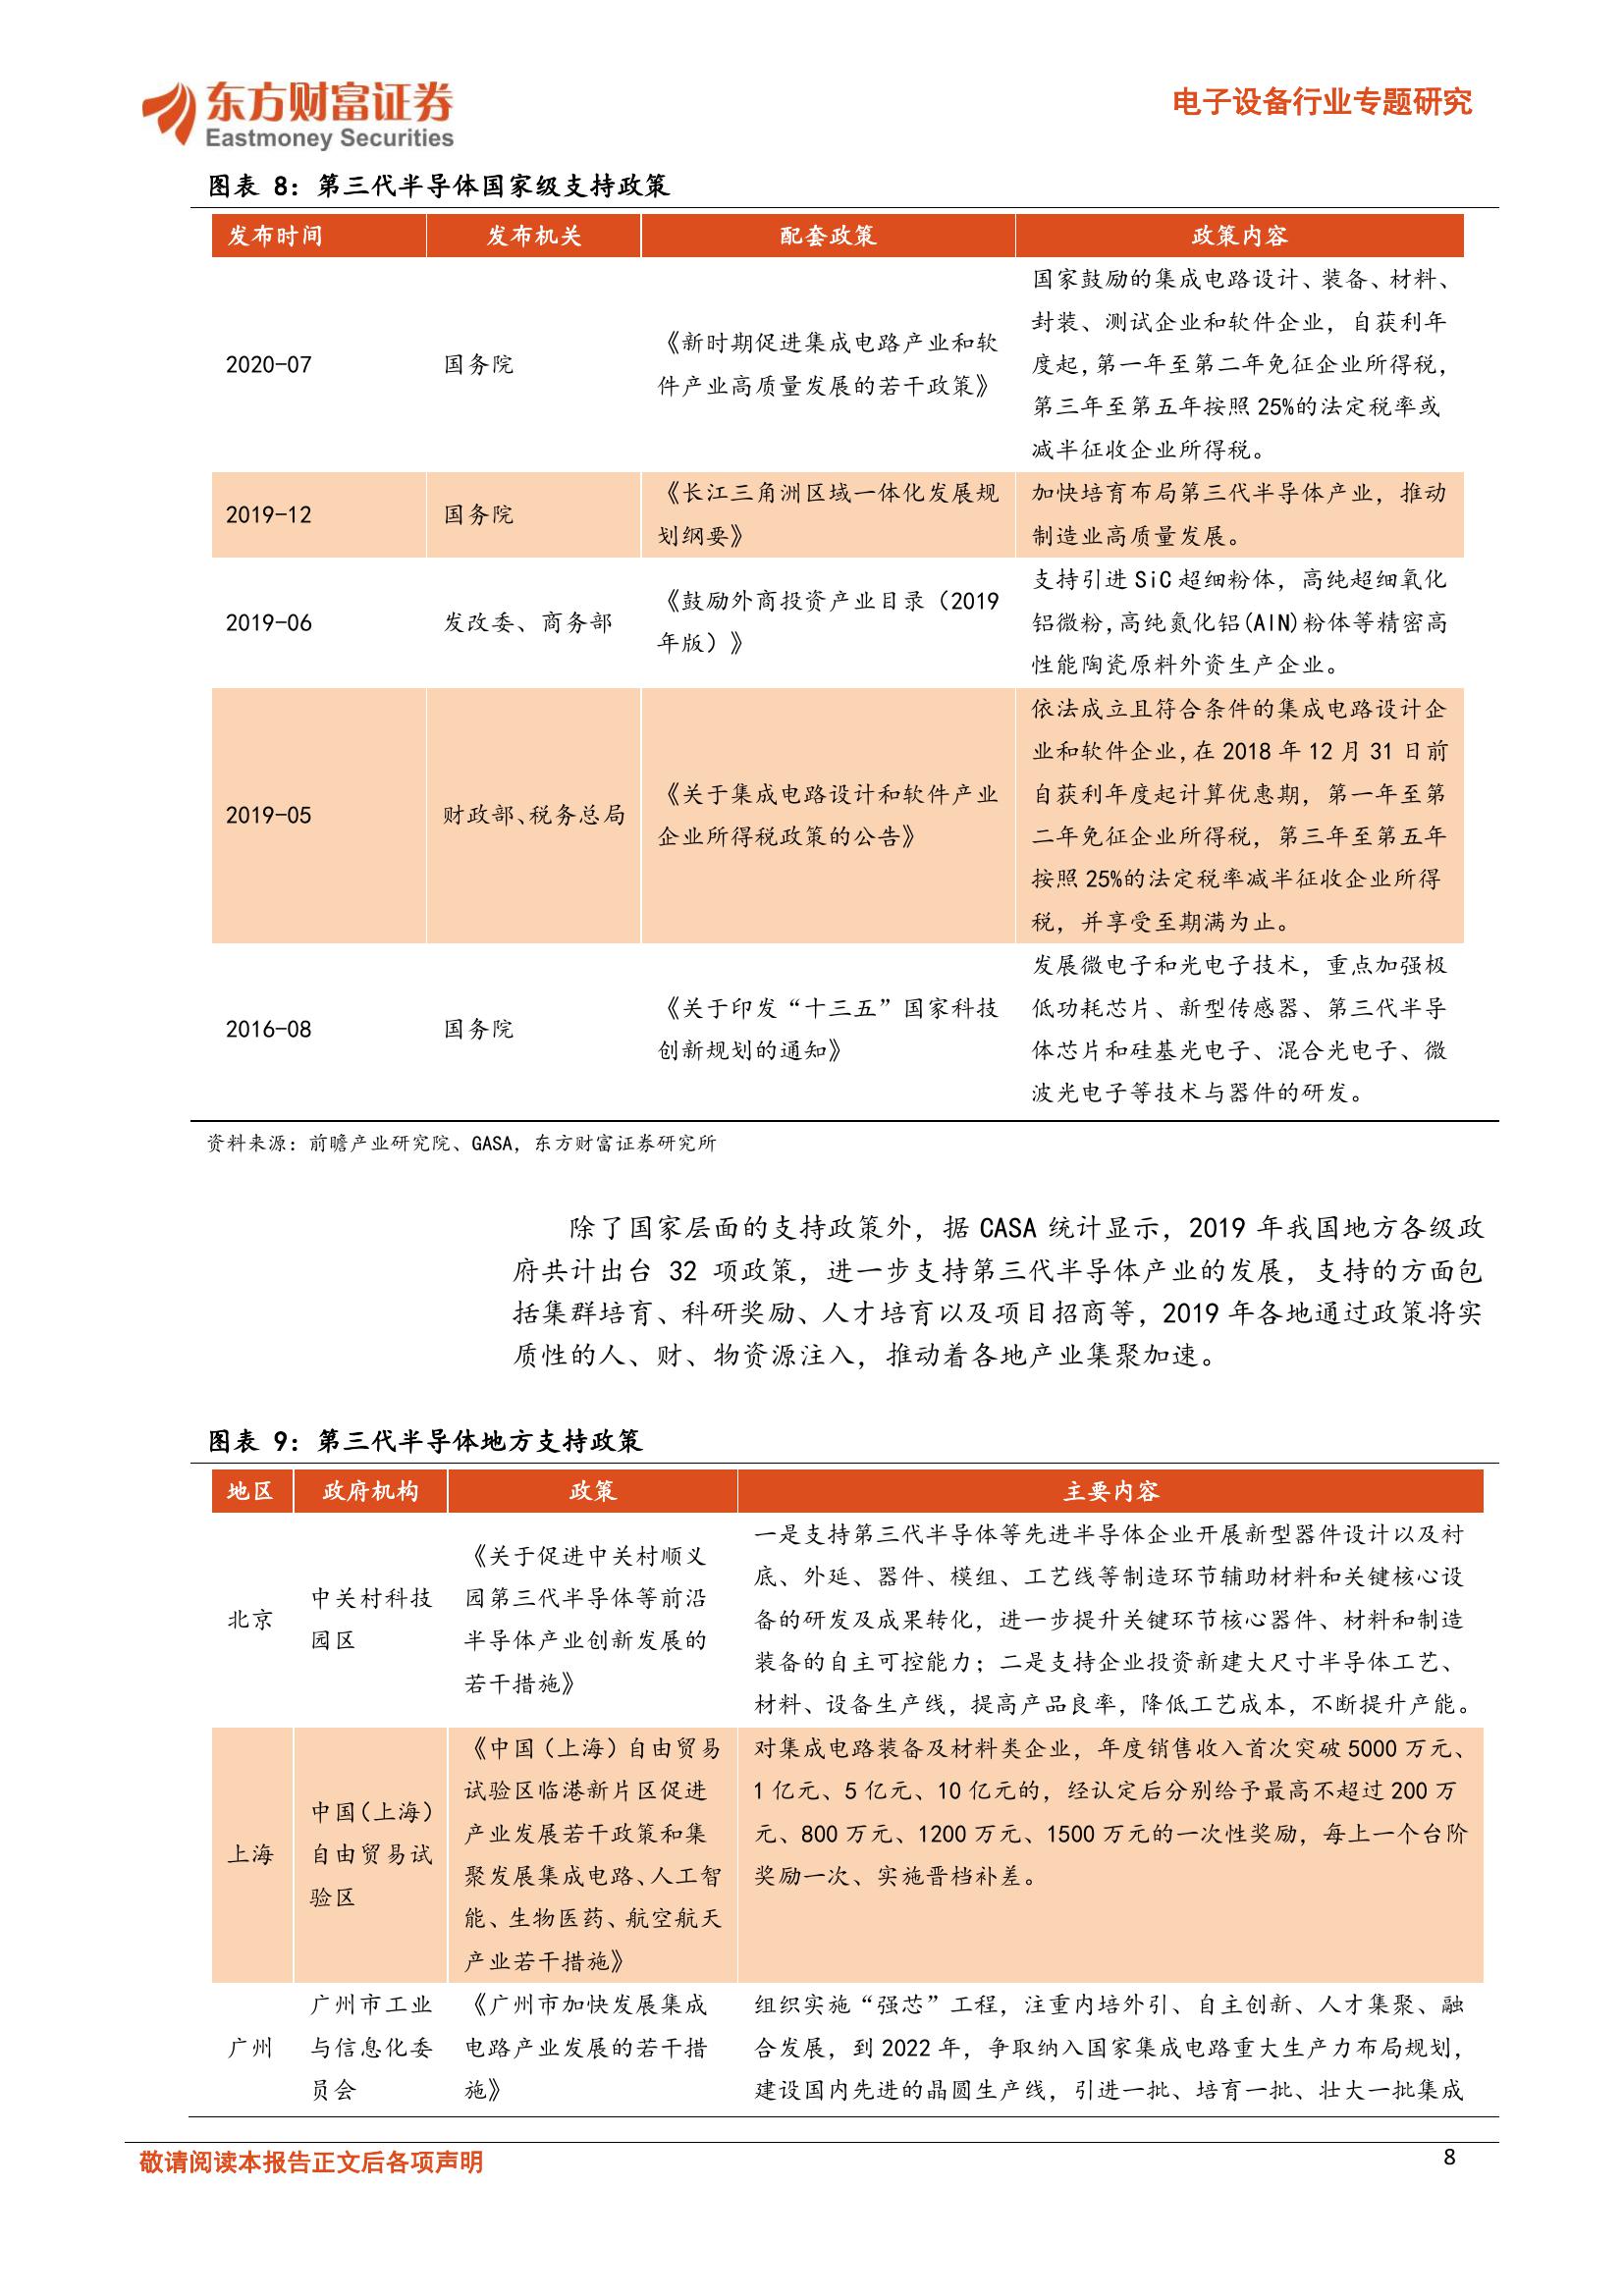 东方财富证券
Eastmoney Securities
电子设备行业专题研究
图表 8：第三代半导体国家级支持政策
发布时间 发布机关 配套政策 政策内容
2020-07 国务院
《新时期促进集成电路产业和软
件产业高质量发展的若干政策》
国家鼓励的集成电路设计、装备、材料、
封装、测试企业和软件企业，自获利年
度起，第一年至第二年免征企业所得税，
第三年至第五年按照 25%的法定税率或
减半征收企业所得税。
2019-12 国务院
《长江三角洲区域一体化发展规
划纲要》
加快培育布局第三代半导体产业，推动
制造业高质量发展。
2019-06 发改委、商务部
《鼓励外商投资产业目录（2019
年版）》
支持引进 SiC 超细粉体，高纯超细氧化
铝微粉,高纯氮化铝(AlN)粉体等精密高
性能陶瓷原料外资生产企业。
2019-05 财政部、税务总局
《关于集成电路设计和软件产业
企业所得税政策的公告》
依法成立且符合条件的集成电路设计企
业和软件企业,在 2018 年 12 月 31 日前
自获利年度起计算优惠期，第一年至第
二年免征企业所得税，第三年至第五年
按照 25%的法定税率减半征收企业所得
税，并享受至期满为止。
2016-08 国务院
《关于印发“十三五”国家科技
创新规划的通知》
发展微电子和光电子技术，重点加强极
低功耗芯片、新型传感器、第三代半导
体芯片和硅基光电子、混合光电子、微
波光电子等技术与器件的研发。
资料来源：前瞻产业研究院、GASA，东方财富证券研究所
除了国家层面的支持政策外，据 CASA 统计显示，2019 年我国地方各级政
府共计出台 32 项政策，进一步支持第三代半导体产业的发展，支持的方面包
括集群培育、科研奖励、人才培育以及项目招商等，2019 年各地通过政策将实
质性的人、财、物资源注入，推动着各地产业集聚加速。
图表 9：第三代半导体地方支持政策
地区 政府机构 政策 主要内容
北京
中关村科技
园区
《关于促进中关村顺义
园第三代半导体等前沿
半导体产业创新发展的
若干措施》
一是支持第三代半导体等先进半导体企业开展新型器件设计以及衬
底、外延、器件、模组、工艺线等制造环节辅助材料和关键核心设
备的研发及成果转化，进一步提升关键环节核心器件、材料和制造
装备的自主可控能力；二是支持企业投资新建大尺寸半导体工艺、
材料、设备生产线，提高产品良率，降低工艺成本，不断提升产能。
上海
中国（上海）
自由贸易试
验区
《中国（上海）自由贸易
试验区临港新片区促进
产业发展若干政策和集
聚发展集成电路、人工智
能、生物医药、航空航天
产业若干措施》
对集成电路装备及材料类企业，年度销售收入首次突破 5000 万元、
1 亿元、5 亿元、10 亿元的，经认定后分别给予最高不超过 200 万
元、800 万元、1200 万元、1500 万元的一次性奖励，每上一个台阶
奖励一次、实施晋档补差。
广州
广州市工业
与信息化委
员会
《广州市加快发展集成
电路产业发展的若干措
施》
组织实施“强芯”工程，注重内培外引、自主创新、人才集聚、融
合发展，到 2022 年，争取纳入国家集成电路重大生产力布局规划，
建设国内先进的晶圆生产线，引进一批、培育一批、壮大一批集成
敬请阅读本报告正文后各项声明
8